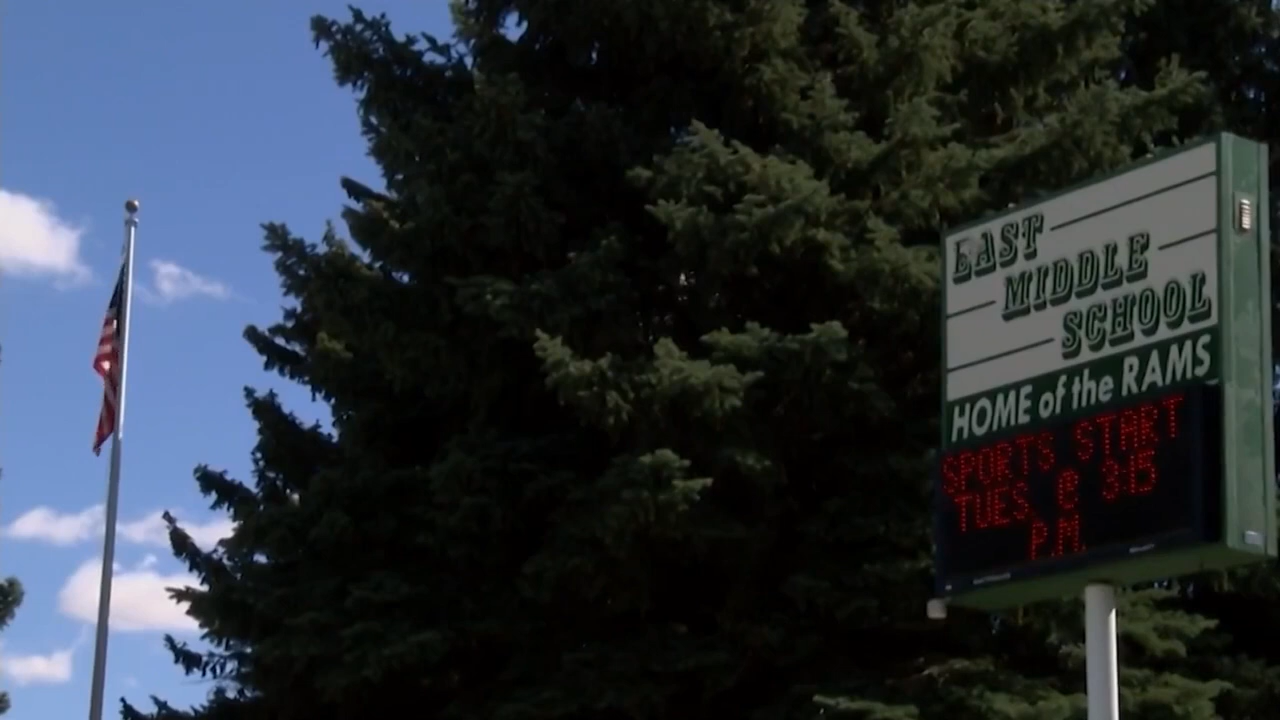 EAST
MIDDLE
SCHOOL
HOME of the RAMS
SPORTS START
TUES @ 3:15
P.M.